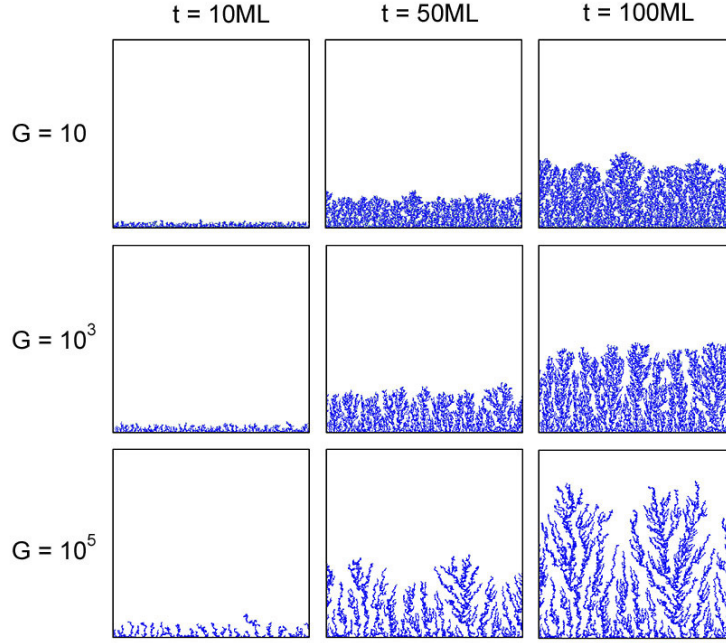 t = 10ML t = 50ML t = 100ML
G = 10
G = 10³
G = 10⁵